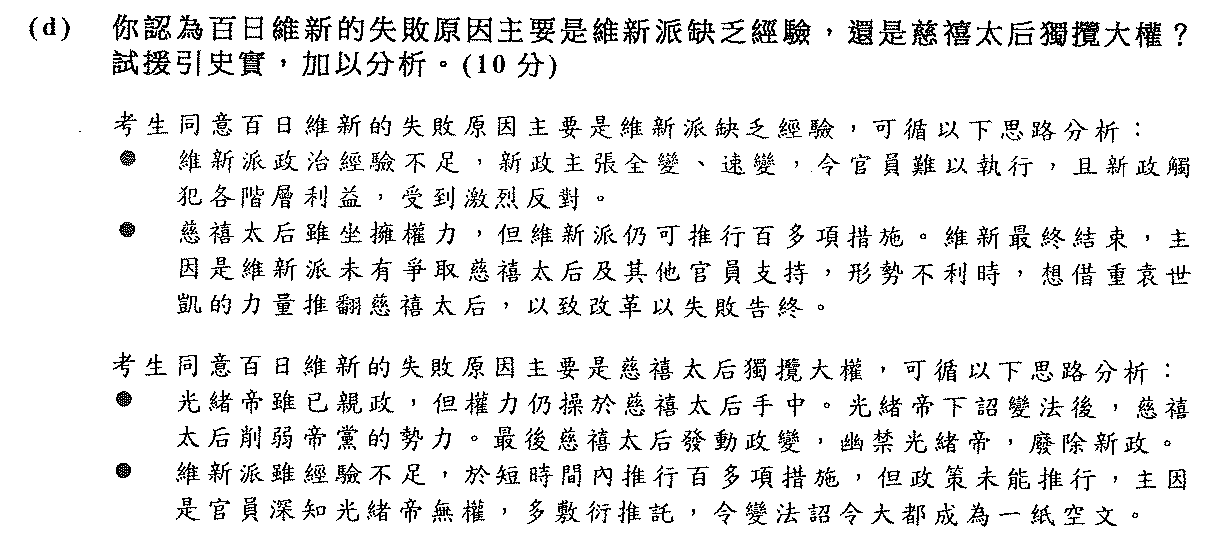 (d) 你認為百日維新的失敗原因主要是維新派缺乏經驗，還是慈禧太后獨攬大權？
試援引史實，加以分析。(10 分)
考生同意百日維新的失敗原因主要是維新派缺乏經驗，可循以下思路分析：
● 維新派政治經驗不足，新政主張全變、速變，令官員難以執行，且新政觸
犯各階層利益，受到激烈反對。
● 慈禧太后雖坐擁權力，但維新派仍可推行百多項措施。維新最終結束，主
因是維新派未有爭取慈禧太后及其他官員支持，形勢不利時，想借重袁世
凱的力量推翻慈禧太后，以致改革以失敗告終。
考生同意百日維新的失敗原因主要是慈禧太后獨攬大權，可循以下思路分析：
● 光緒帝雖已親政，但權力仍操於慈禧太后手中。光緒帝下詔變法後，慈禧
太后削弱帝黨的勢力。最後慈禧太后發動政變，幽禁光緒帝，廢除新政。
● 維新派雖經驗不足，於短時間內推行百多項措施，但政策未能推行，主因
是官員深知光緒帝無權，多敷衍推託，令變法詔令大都成為一紙空文。